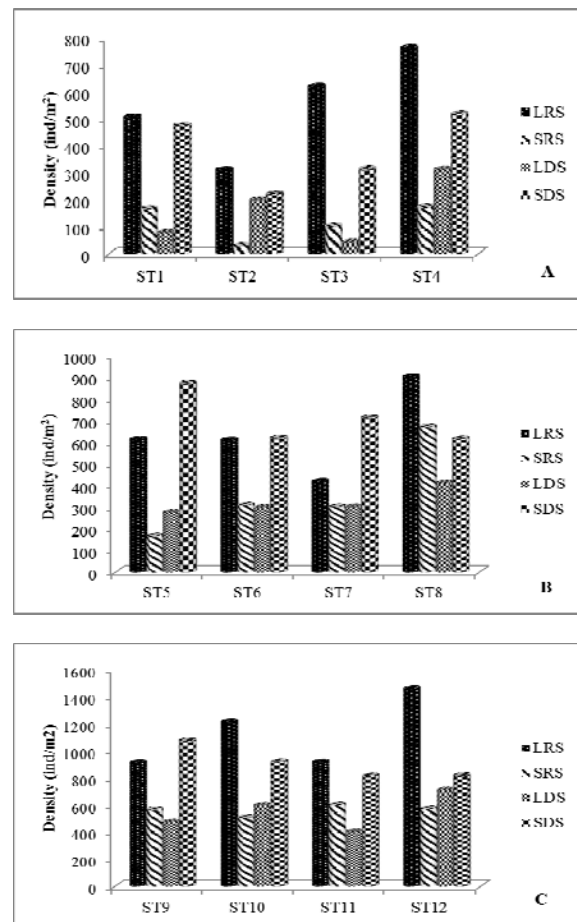 800
700
600
500
400
300
200
100
0
Density (ind/m²)
ST1 ST2 ST3 ST4
LRS
SRS
LDS
SDS
A
1000
900
800
700
600
500
400
300
200
100
0
Density (ind/m²)
ST5 ST6 ST7 ST8
LRS
SRS
LDS
SDS
B
1600
1400
1200
1000
800
600
400
200
0
Density (ind/m2)
ST9 ST10 ST11 ST12
LRS
SRS
LDS
SDS
C